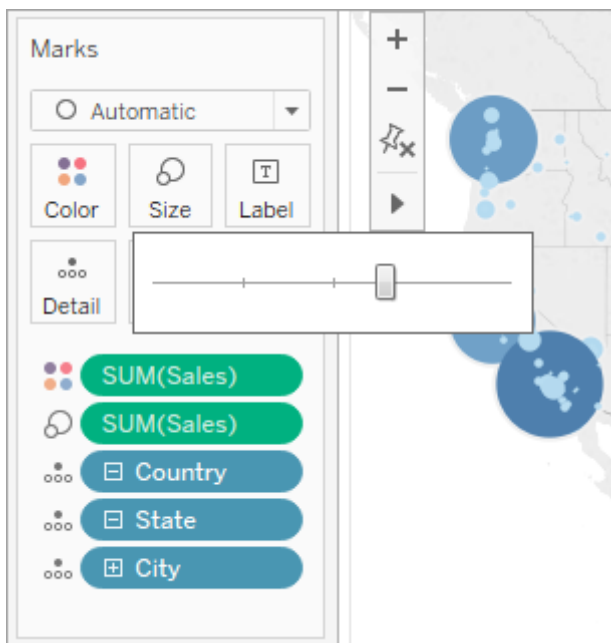 Marks
Automatic
Color Size T Label
Detail
SUM(Sales)
SUM(Sales)
Country
State
City